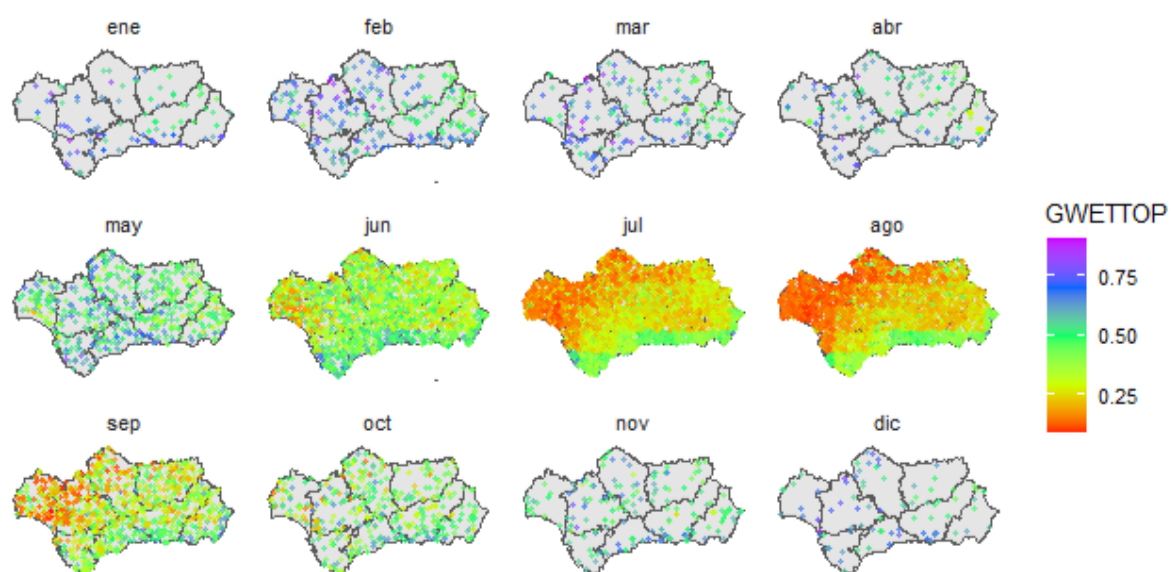 ene feb mar abr
may jun jul ago
GWETTOP
0.75
0.50
0.25
sep oct nov dic